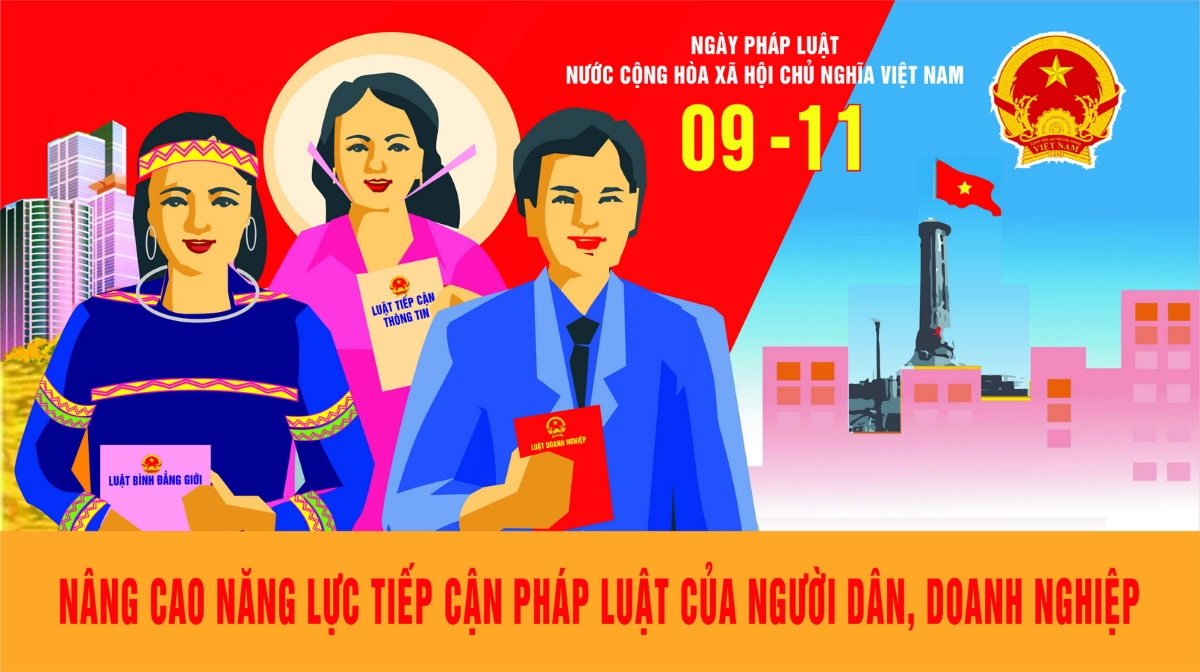 NGÀY PHÁP LUẬT
NƯỚC CỘNG HÒA XÃ HỘI CHỦ NGHĨA VIỆT NAM
09 -11
VIỆT NAM
LUẬT TIẾP CẬN
THÔNG TIN
LUẬT DOANH NGHIỆP
LUẬT BÌNH ĐẲNG GIỚI
NÂNG CAO NĂNG LỰC TIẾP CẬN PHÁP LUẬT CỦA NGƯỜI DÂN, DOANH NGHIỆP